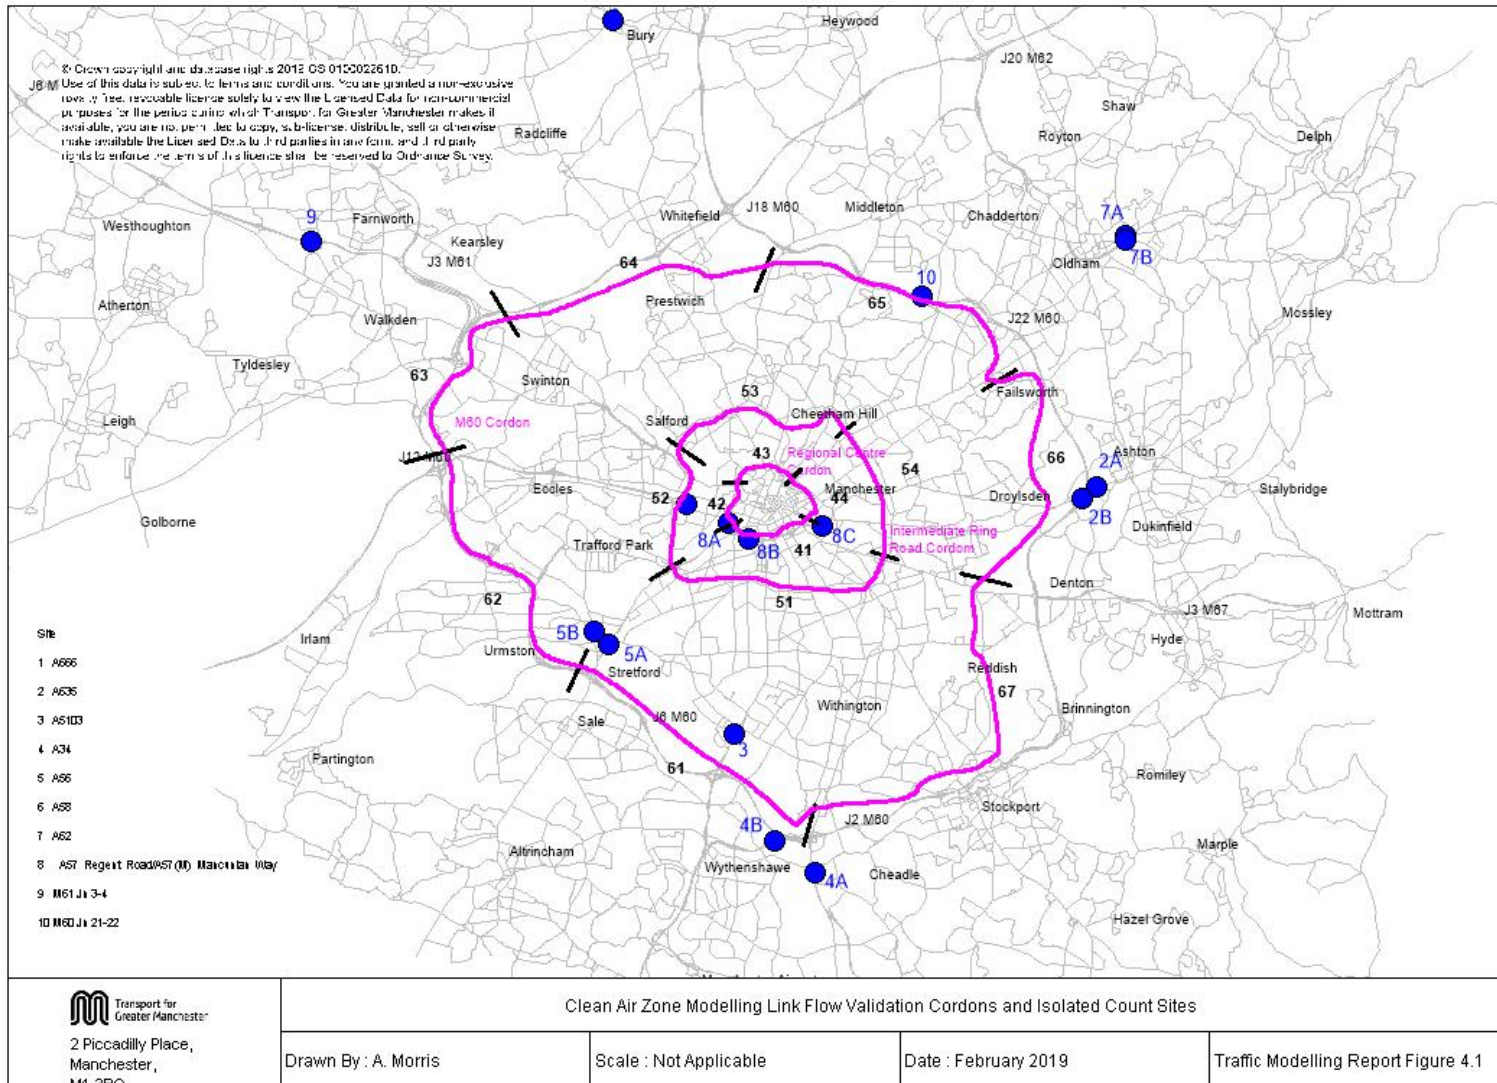 Bury
Heywood
J20 M62
© Crown copyright and database rights 2019 OS 0100022610.
Use of this data is subject to terms and conditions. You are granted a non-exclusive
royalty free, revocable licence solely to view the Licensed Data for non-commercial
purposes for the period during which Transport for Greater Manchester makes it
available, you are not permitted to copy, sub-license, distribute, sell or otherwise
make available the Licensed Data to third parties in any form, and third party
rights to enforce the terms of this licence shall be reserved to Ordnance Survey.
J6 M
Shaw
Radcliffe
Royton
Delph
Westhoughton
9
Farnworth
Kearsley
J3 M61
Whitefield
J18 M60
Middleton
Chadderton
7A
7B
Oldham
64
10
65
Prestwich
Atherton
Walkden
J22 M60
Mossley
Tyldesley
63
Swinton
53
Failsworth
Leigh
M60 Cordon
Salford
Cheetham Hill
43
Regional Centre
Cordon
54
66
Ashton
2A
Eccles
52
42
Manchester
44
Droylsden
2B
Stalybridge
Golborne
Dukinfield
Trafford Park
8A
8B
41
8C
Intermediate Ring
Road Cordom
62
51
Denton
J3 M67
Mottram
Irlam
5B
5A
Urmston
Stretford
Hyde
Reddish
67
Sale
J6 M60
3
Withington
Brinnington
Partington
61
Romiley
Stockport
4B
J2 M60
Altrincham
Wythenshawe
4A
Cheadle
Marple
Hazel Grove
Site
1 A666
2 A635
3 A5103
4 A34
5 A56
6 A58
7 A62
8 A57 Regent Road/A57(M) Mancunian Way
9 M61 Jn 3-4
10 M60 Jn 21-22
Transport for
Greater Manchester
2 Piccadilly Place,
Manchester,
Clean Air Zone Modelling Link Flow Validation Cordons and Isolated Count Sites
Drawn By : A. Morris
Scale : Not Applicable
Date : February 2019
Traffic Modelling Report Figure 4.1